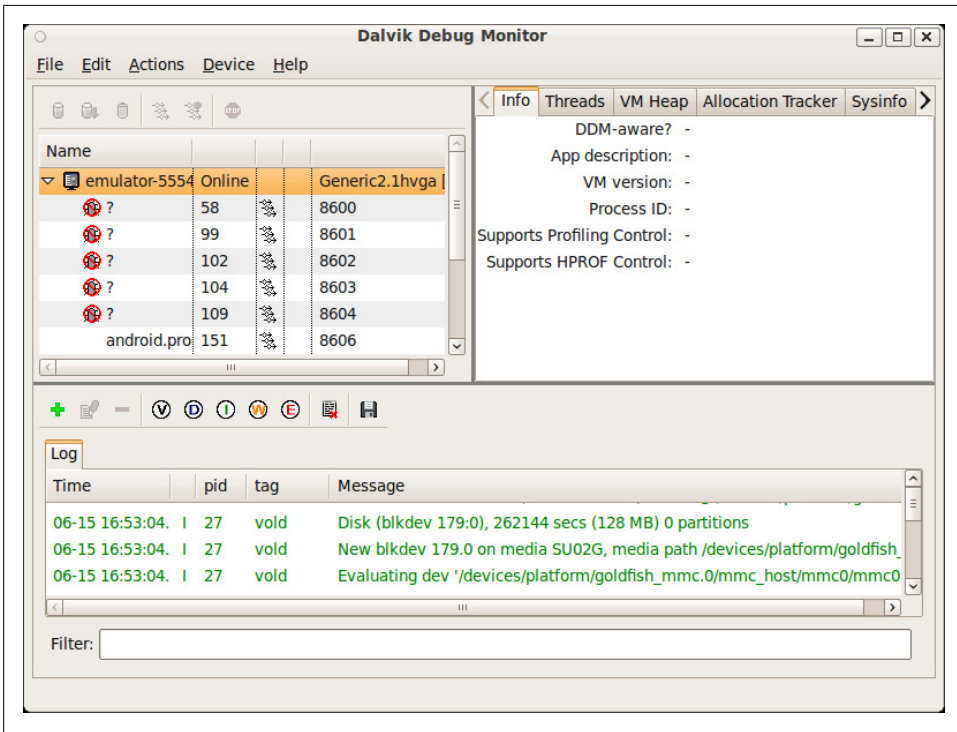 Dalvik Debug Monitor
File Edit Actions Device Help
Info Threads VM Heap Allocation Tracker Sysinfo
Name
emulator-5554 Online Generic2.1hvga [
? 58 8600
? 99 8601
? 102 8602
? 104 8603
? 109 8604
android.pro 151 8606
DDM-aware? -
App description: -
VM version: -
Process ID: -
Supports Profiling Control: -
Supports HPROF Control: -
V D I W E
Log
Time pid tag Message
06-15 16:53:04. I 27 vold Disk (blkdev 179:0), 262144 secs (128 MB) 0 partitions
06-15 16:53:04. I 27 vold New blkdev 179.0 on media SU02G, media path /devices/platform/goldfish_
06-15 16:53:04. I 27 vold Evaluating dev '/devices/platform/goldfish_mmc.0/mmc_host/mmc0/mmc0
Filter: